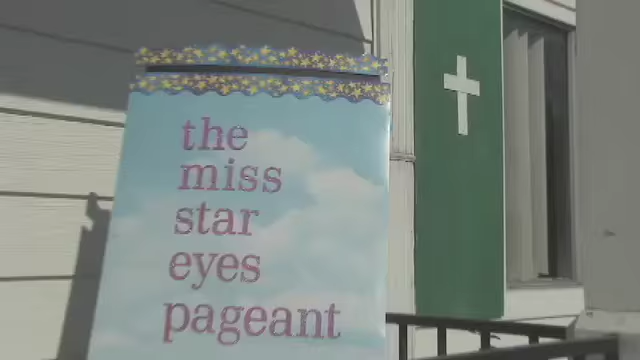 the
miss
star
eyes
pageant